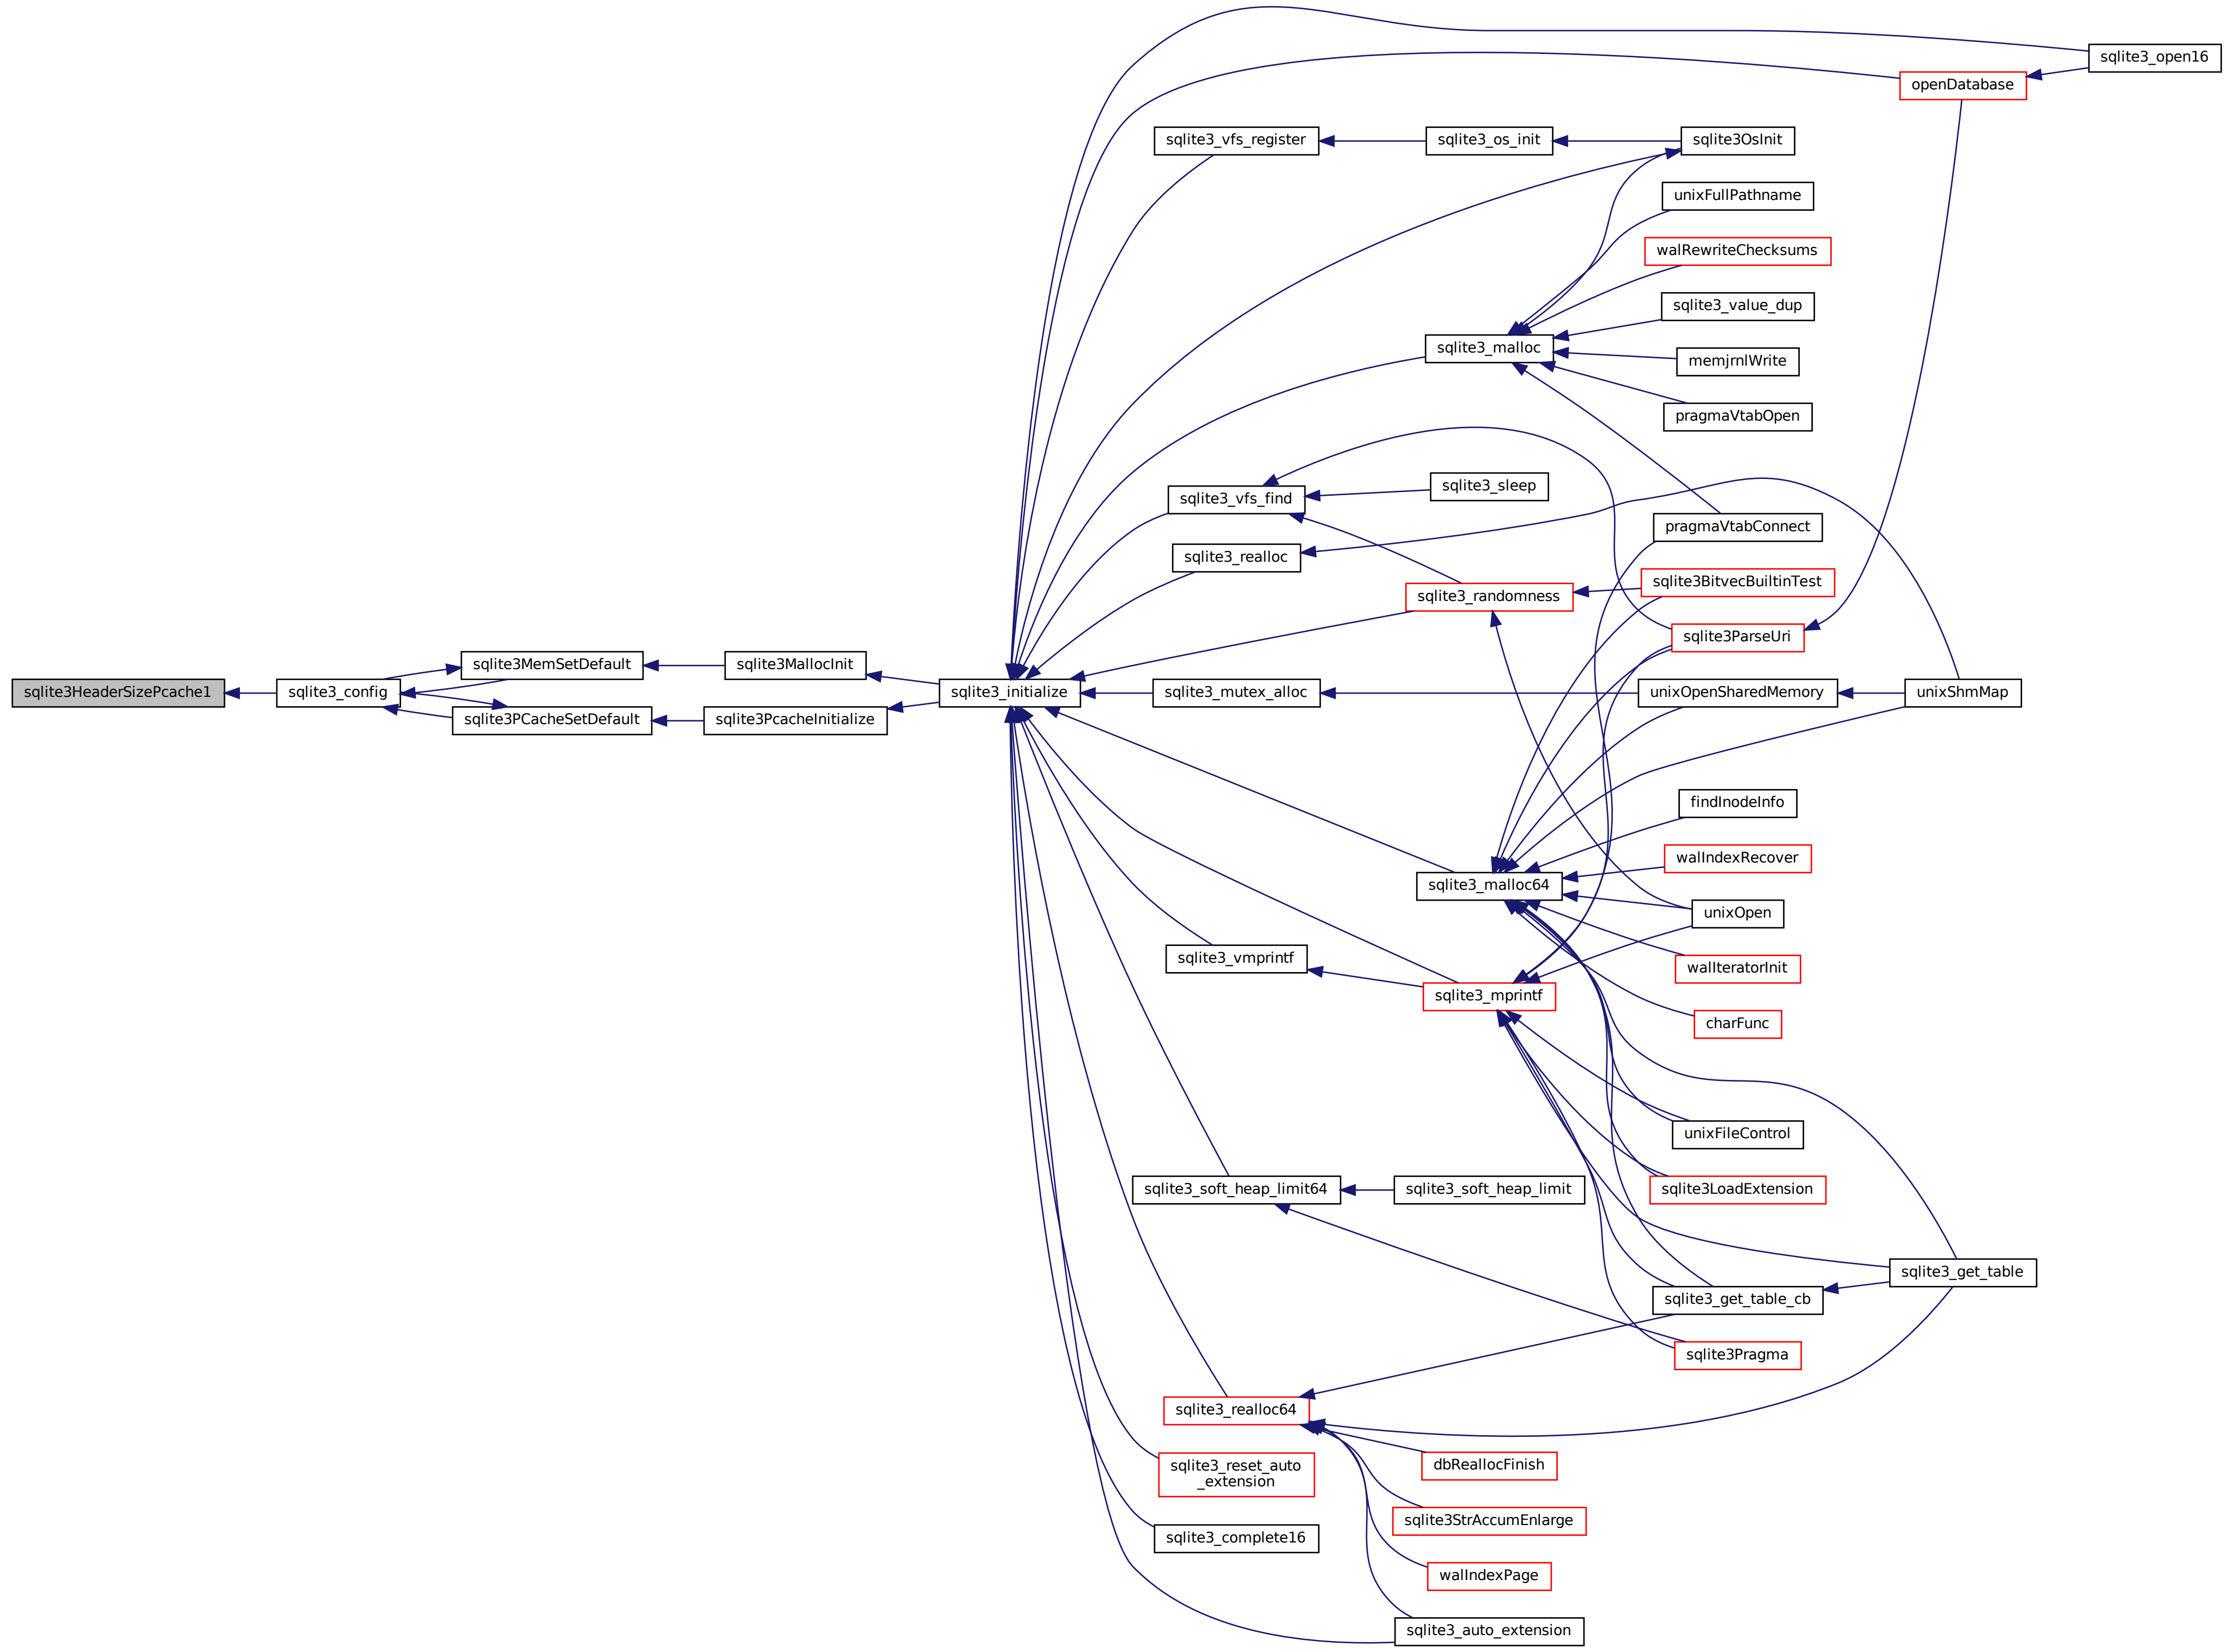 sqlite3_open16
openDatabase
sqlite3_vfs_register
sqlite3_os_init
sqlite3OsInit
unixFullPathname
walRewriteChecksums
sqlite3_value_dup
sqlite3_malloc
memjrnlWrite
pragmaVtabOpen
sqlite3_vfs_find
sqlite3_sleep
pragmaVtabConnect
sqlite3_realloc
sqlite3_randomness
sqlite3BitvecBuiltinTest
sqlite3ParseUri
sqlite3HeaderSizePcache1
sqlite3_config
sqlite3MemSetDefault
sqlite3MallocInit
sqlite3PCacheSetDefault
sqlite3PcacheInitialize
sqlite3_initialize
sqlite3_mutex_alloc
unixOpenSharedMemory
unixShmMap
findInodeInfo
walIndexRecover
sqlite3_malloc64
unixOpen
sqlite3_vmprintf
walIteratorInit
sqlite3_mprintf
charFunc
unixFileControl
sqlite3_soft_heap_limit64
sqlite3_soft_heap_limit
sqlite3LoadExtension
sqlite3_get_table
sqlite3_get_table_cb
sqlite3Pragma
sqlite3_realloc64
dbReallocFinish
sqlite3_reset_auto
_extension
sqlite3StrAccumEnlarge
sqlite3_complete16
walIndexPage
sqlite3_auto_extension